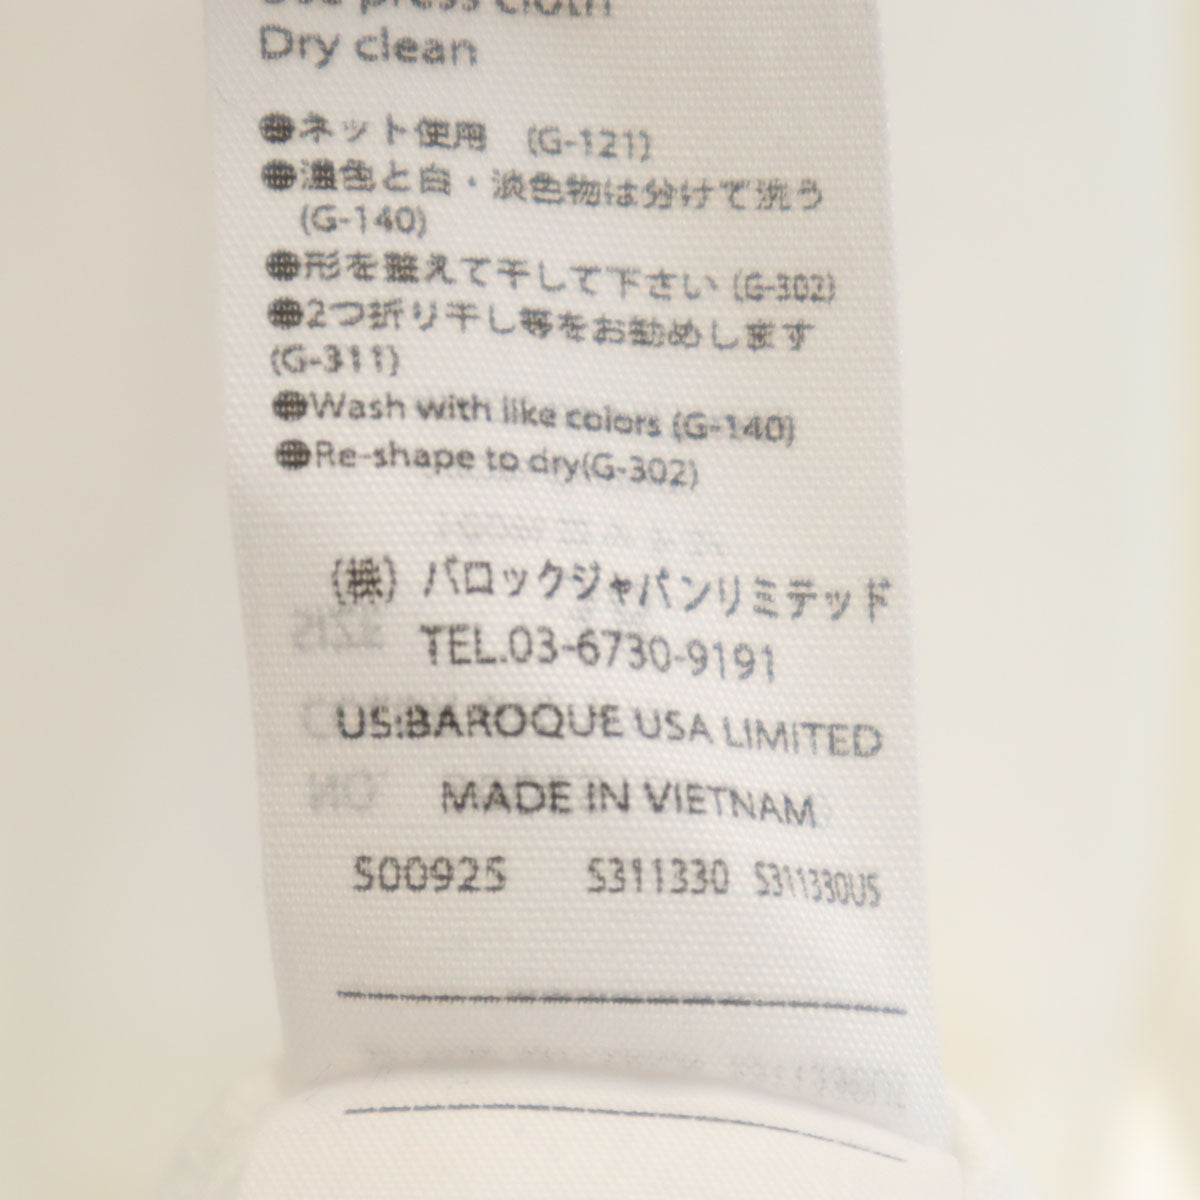 Use press cloth
Dry clean
●ネット使用 (G-121)
●濃色と白・淡色物は分けて洗う
(G-140)
●形を整えて干して下さい (G-302)
●2つ折り干し等をお勧めします
(G-311)
●Wash with like colors (G-140)
●Re-shape to dry(G-302)
(株) バロックジャパンリミテッド
TEL.03-6730-9191
US:BAROQUE USA LIMITED
MADE IN VIETNAM
S00925 S311330 S311330US